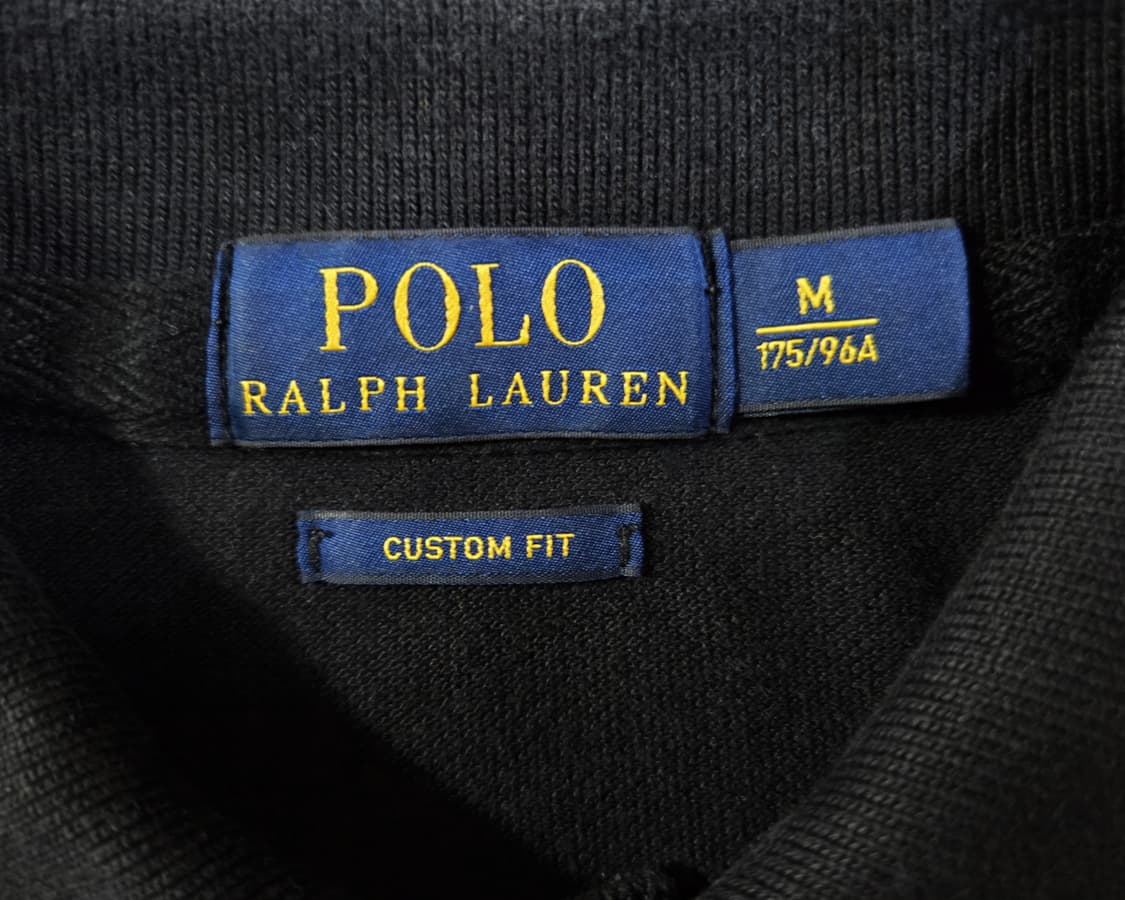 POLO
RALPH LAUREN
M
175/96A
CUSTOM FIT